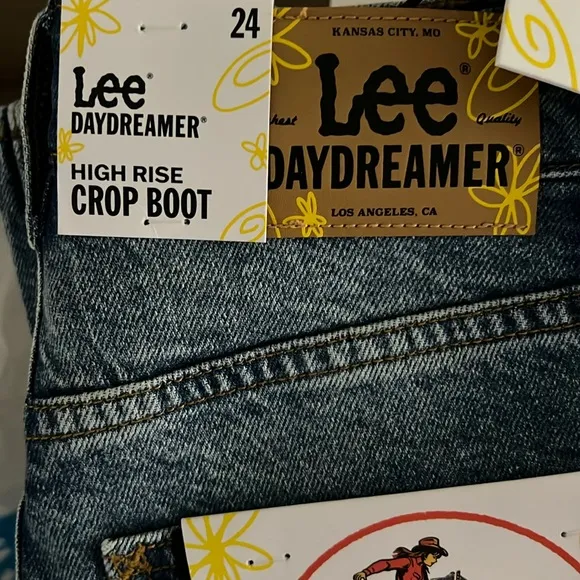 24
Lee®
DAYDREAMER®
HIGH RISE
CROP BOOT
KANSAS CITY, MO
Lee®
Quality
DAYDREAMER®
LOS ANGELES, CA